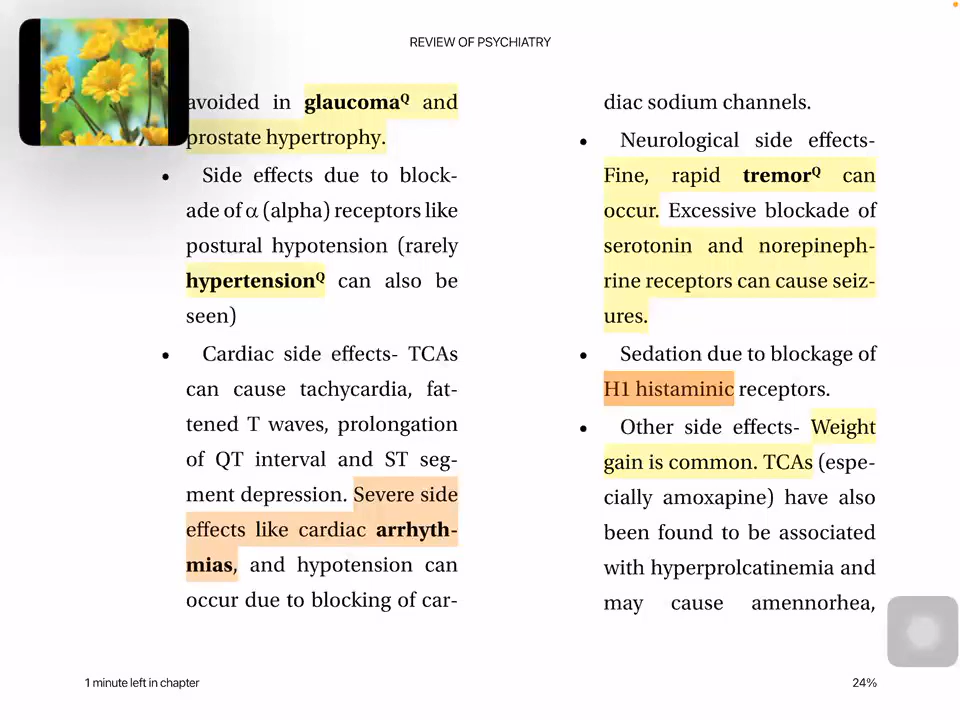 REVIEW OF PSYCHIATRY
avoided in glaucomaQ and
prostate hypertrophy.
• Side effects due to block-
ade of α (alpha) receptors like
postural hypotension (rarely
hypertensionQ can also be
seen)
• Cardiac side effects- TCAs
can cause tachycardia, fat-
tened T waves, prolongation
of QT interval and ST seg-
ment depression. Severe side
effects like cardiac arrhyth-
mias, and hypotension can
occur due to blocking of car-
diac sodium channels.
• Neurological side effects-
Fine, rapid tremorQ can
occur. Excessive blockade of
serotonin and norepineph-
rine receptors can cause seiz-
ures.
• Sedation due to blockage of
H1 histaminic receptors.
• Other side effects- Weight
gain is common. TCAs (espe-
cially amoxapine) have also
been found to be associated
with hyperprolcatinemia and
may cause amennorhea,
1 minute left in chapter
24%